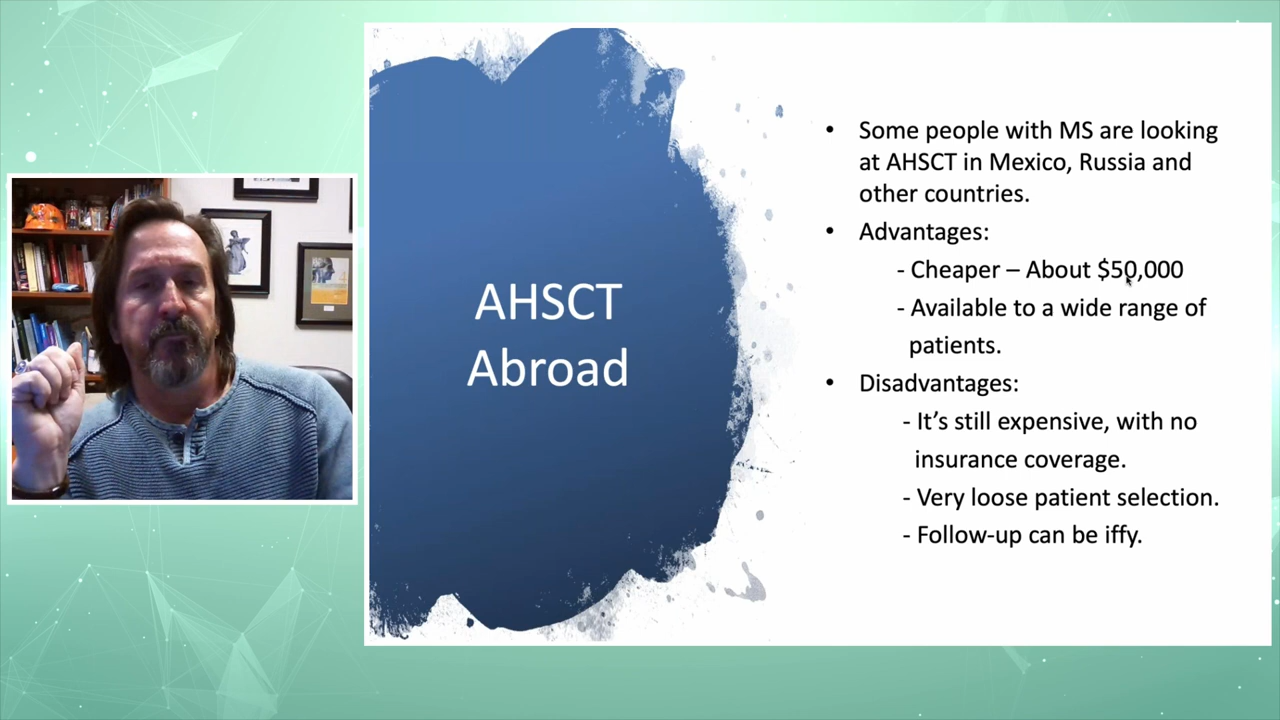 AHSCT
Abroad
• Some people with MS are looking
at AHSCT in Mexico, Russia and
other countries.
• Advantages:
- Cheaper – About $50,000
- Available to a wide range of
patients.
• Disadvantages:
- It’s still expensive, with no
insurance coverage.
- Very loose patient selection.
- Follow-up can be iffy.